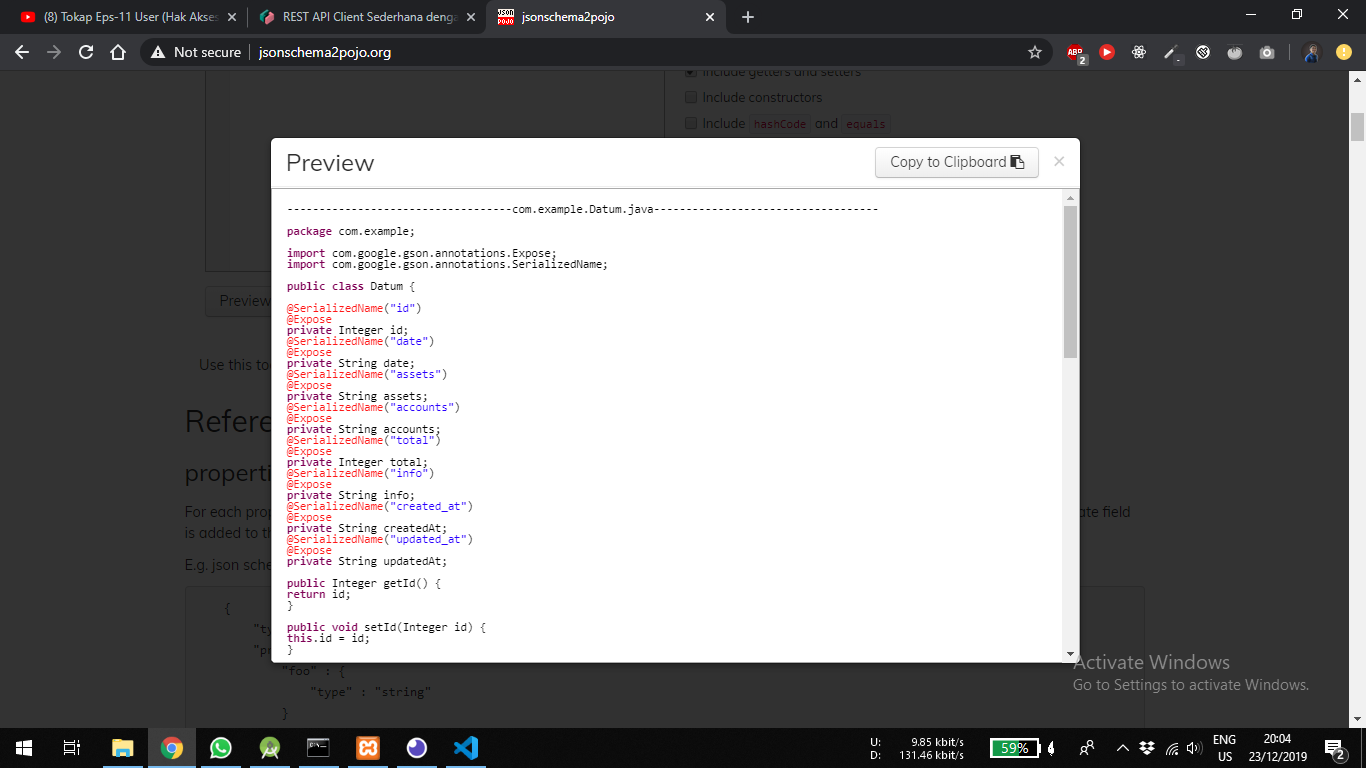 (8) Tokap Eps-11 User (Hak Akses
REST API Client Sederhana denga
jsonschema2pojo
Not secure
jsonschema2pojo.org
2
Include getters and setters
Include constructors
Include hashCode and equals
Preview
Copy to Clipboard
-----------------------------------com.example.Datum.java-----------------------------------
package com.example;
import com.google.gson.annotations.Expose;
import com.google.gson.annotations.SerializedName;
public class Datum {
@SerializedName("id")
@Expose
private Integer id;
@SerializedName("date")
@Expose
private String date;
@SerializedName("assets")
@Expose
private String assets;
@SerializedName("accounts")
@Expose
private String accounts;
@SerializedName("total")
@Expose
private Integer total;
@SerializedName("info")
@Expose
private String info;
@SerializedName("created_at")
@Expose
private String createdAt;
@SerializedName("updated_at")
@Expose
private String updatedAt;
public Integer getId() {
return id;
}
public void setId(Integer id) {
this.id = id;
}
Preview
Use this to
Refere
properti
For each prop
ate field
is added to th
E.g. json sche
{
"ty
"pr
"foo" : {
"type" : "string"
}
Activate Windows
Go to Settings to activate Windows.
U: 9.85 kbit/s
D: 131.46 kbit/s
59%
ENG
US
20:04
23/12/2019
2